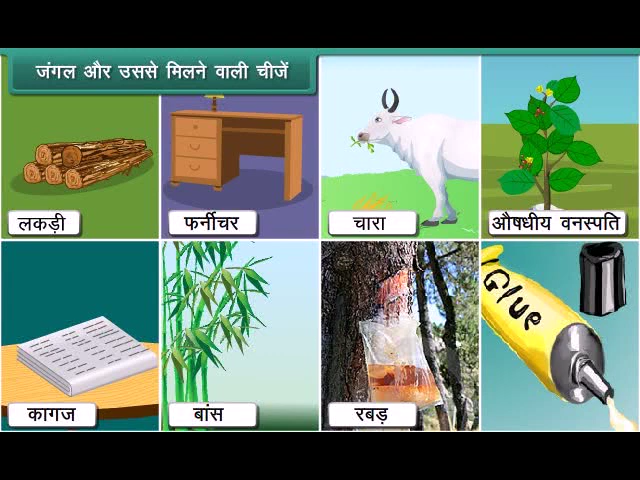 जंगल और उससे मिलने वाली चीजें
लकड़ी
फर्नीचर
चारा
औषधीय वनस्पति
कागज
बांस
रबड़
Glue